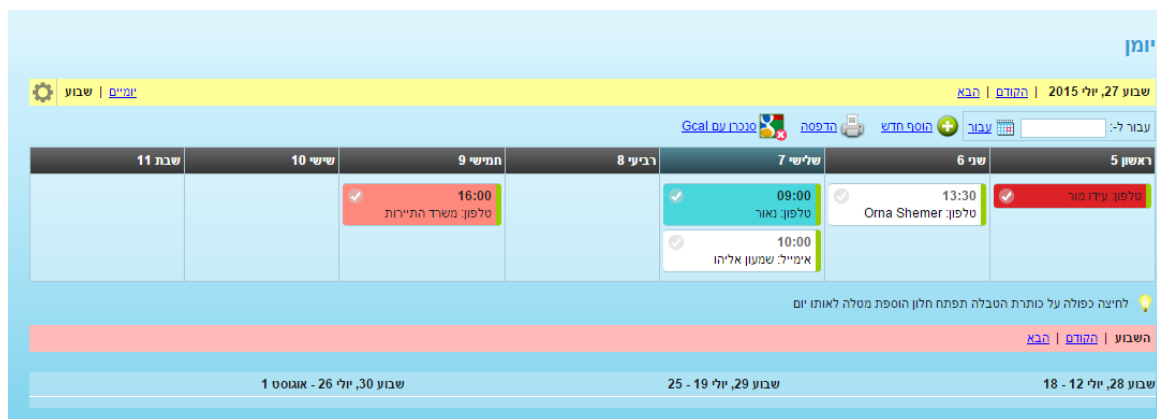 יומן
שבוע 27, יולי 2015 | הקודם | הבא יומיים | שבוע
עבור ל-: עבור הוסף חדש הדפסה סנכרן עם Gcal
ראשון 5 שני 6 שלישי 7 רביעי 8 חמישי 9 שישי 10 שבת 11
טלפון: עידו מור
13:30
טלפון: Orna Shemer
09:00
טלפון: נאור
10:00
אימייל: שמעון אליהו
16:00
טלפון: משרד התיירות
לחיצה כפולה על כותרת הטבלה תפתח חלון הוספת מטלה לאותו יום
השבוע | הקודם | הבא
שבוע 28, יולי 12 - 18 שבוע 29, יולי 19 - 25 שבוע 30, יולי 26 - אוגוסט 1